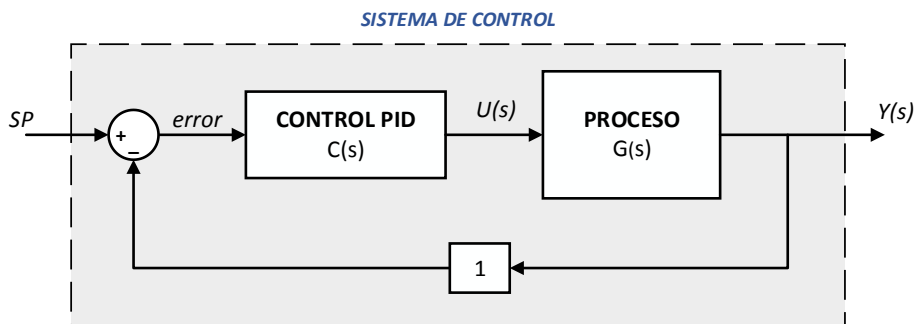 SISTEMA DE CONTROL
SP
+
−
error
CONTROL PID
C(s)
U(s)
PROCESO
G(s)
Y(s)
1